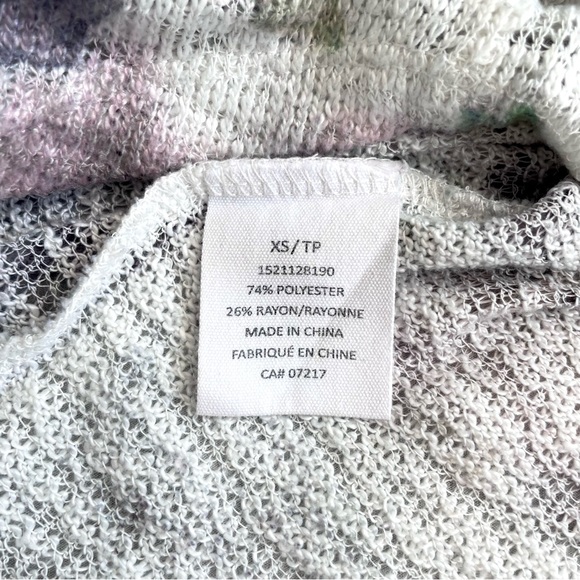 XS/TP
1521128190
74% POLYESTER
26% RAYON/RAYONNE
MADE IN CHINA
FABRIQUÉ EN CHINE
CA# 07217